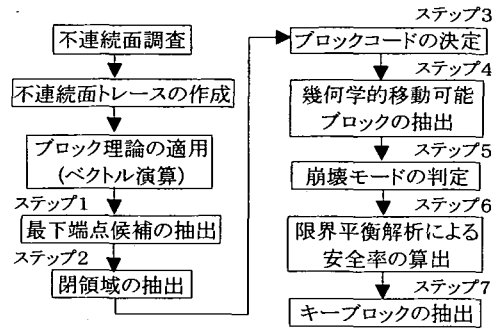 不連続面調査
不連続面トレースの作成
ブロック理論の適用
(ベクトル演算)
ステップ1
最下端点候補の抽出
ステップ2
閉領域の抽出
ステップ3
ブロックコードの決定
ステップ4
幾何学的移動可能
ブロックの抽出
ステップ5
崩壊モードの判定
ステップ6
限界平衡解析による
安全率の算出
ステップ7
キーブロックの抽出